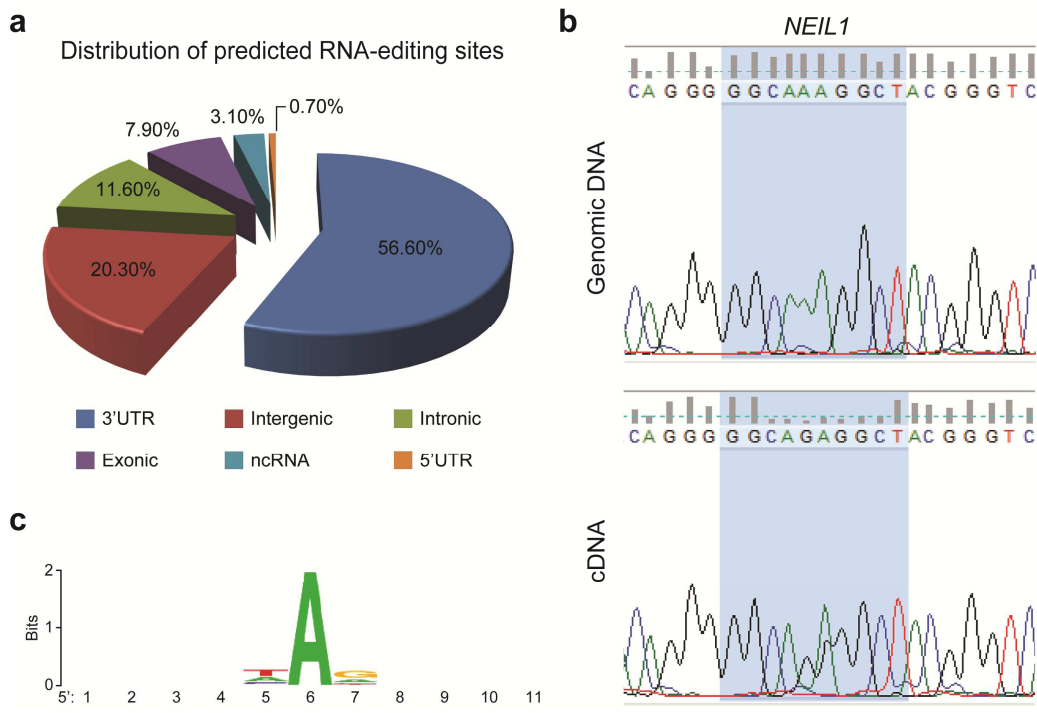 a
Distribution of predicted RNA-editing sites
0.70%
3.10%
7.90%
11.60%
56.60%
20.30%
3'UTR Intergenic Intronic
Exonic ncRNA 5'UTR
b
NEIL1
CAGGGGGCAAAGGCTACGGGTC
Genomic DNA
CAGGGGGCAGAGGCTACGGGTC
cDNA
c
2
1
0
Bits
T A G
5': 1 2 3 4 5 6 7 8 9 10 11